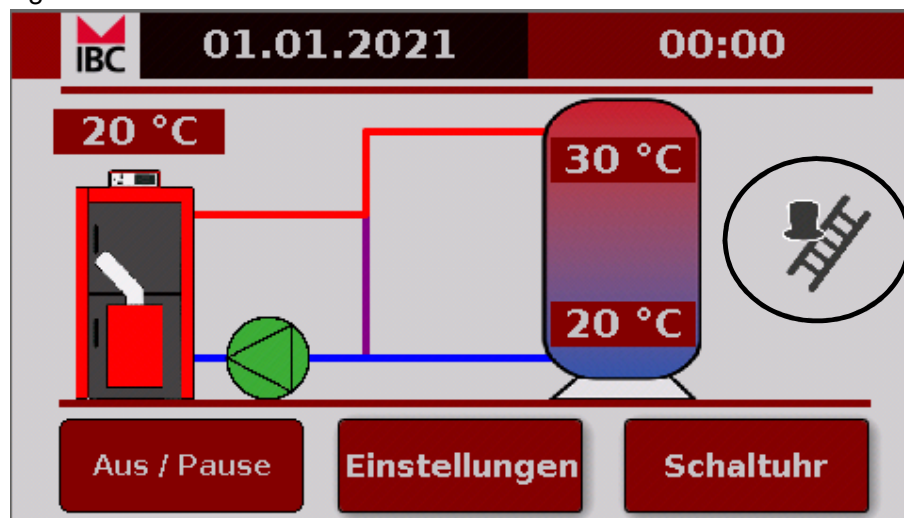 IBC
01.01.2021
00:00
20 °C
30 °C
20 °C
Aus / Pause
Einstellungen
Schaltuhr